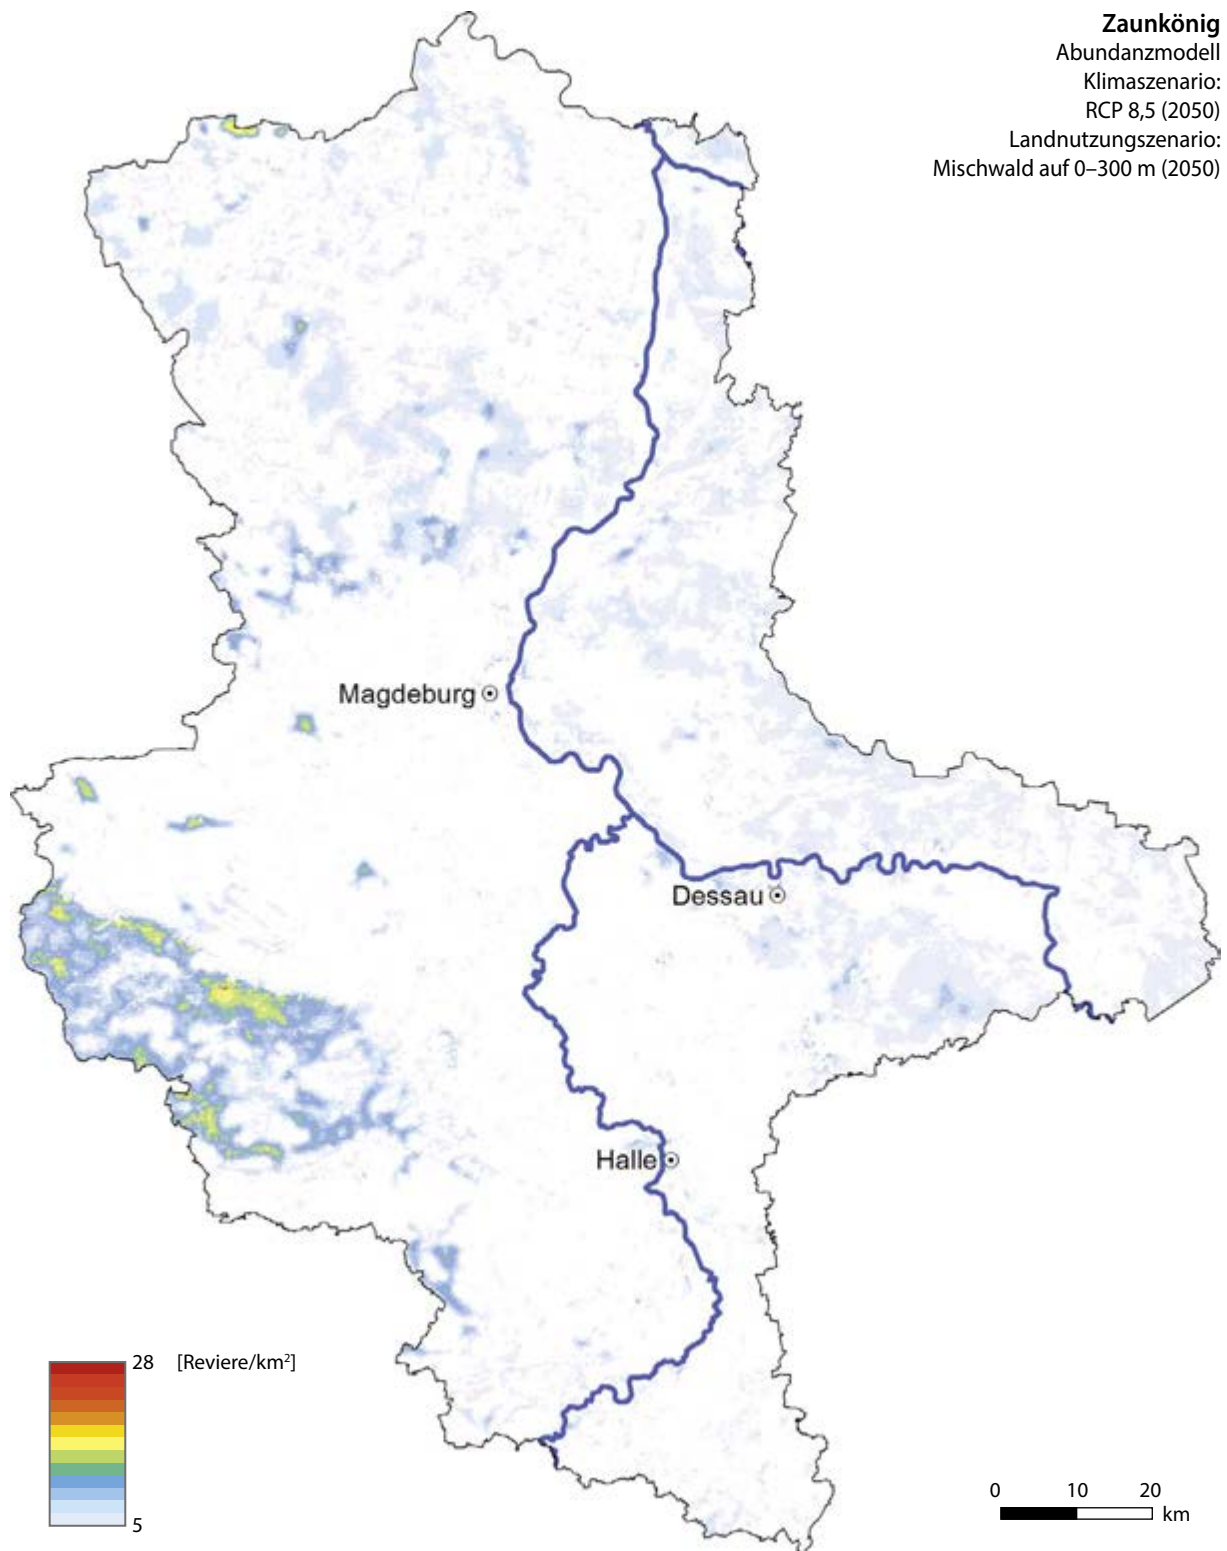 Zaunkönig
Abundanzmodell
Klimaszenario:
RCP 8,5 (2050)
Landnutzungszenario:
Mischwald auf 0–300 m (2050)
Magdeburg
Dessau
Halle
28 [Reviere/km²]
5
0 10 20
km